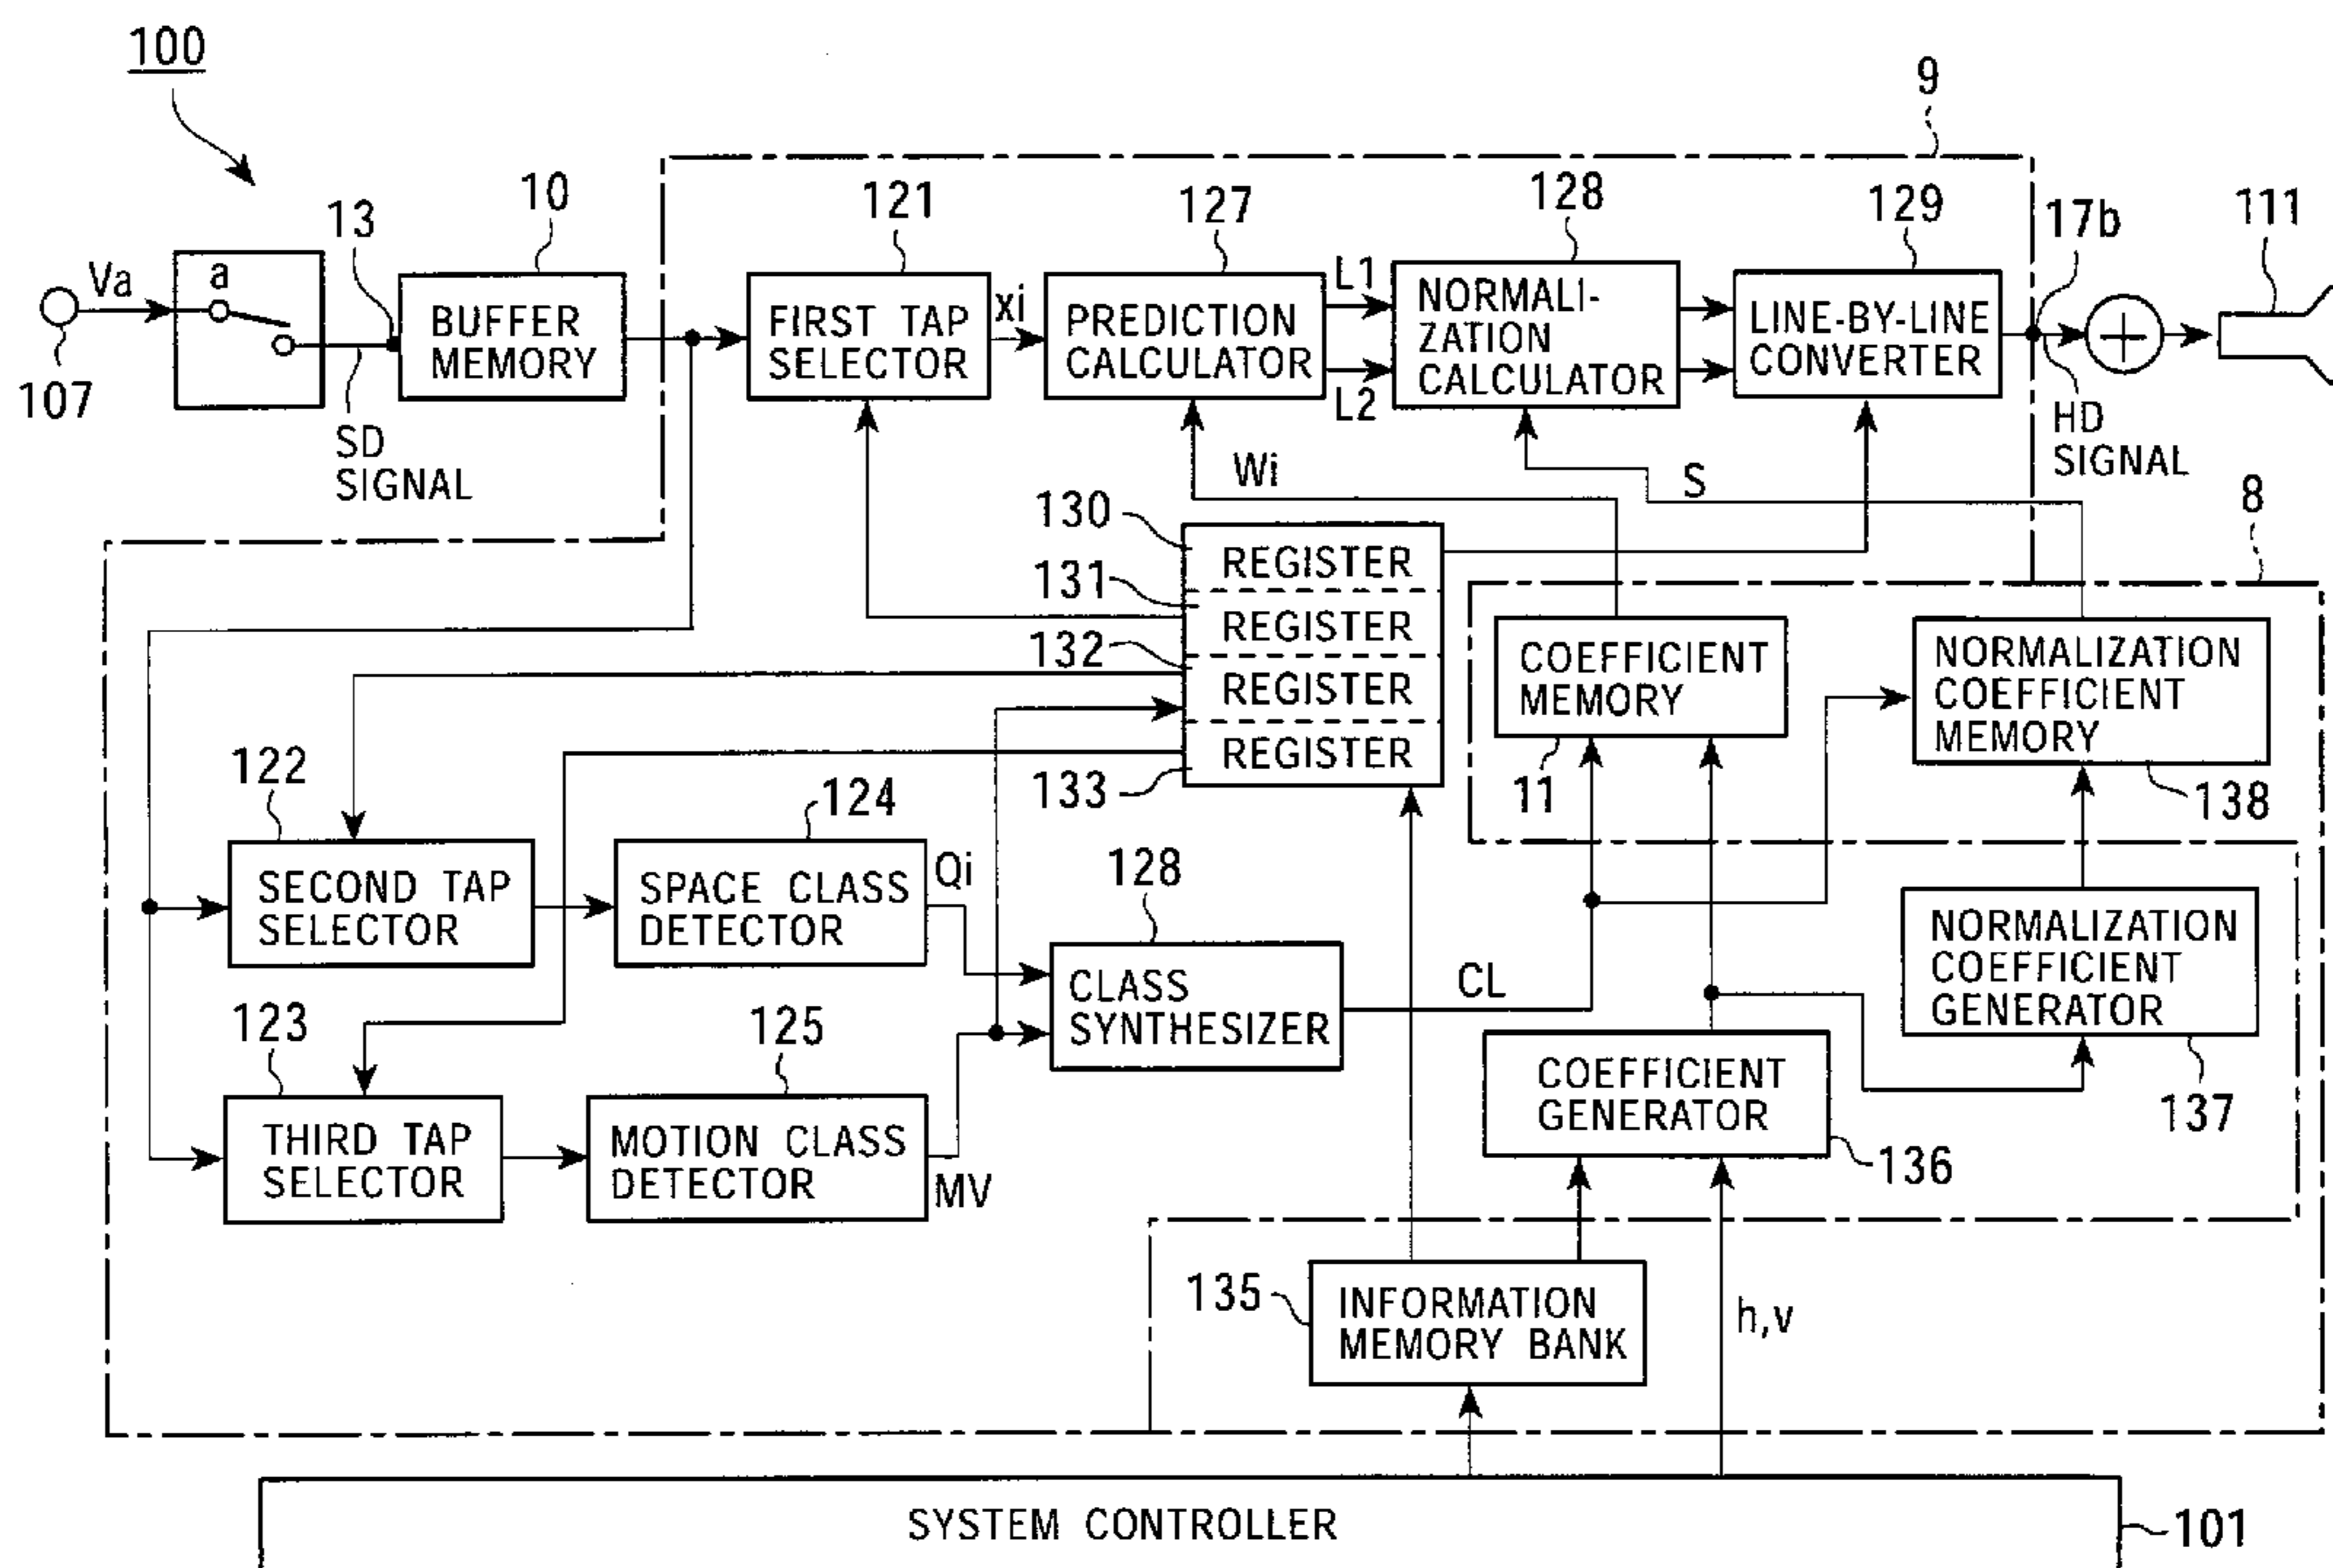 100
9
13
10
121
127
128
129
17b
111
Va
a
BUFFER
MEMORY
FIRST TAP
SELECTOR
xi
PREDICTION
CALCULATOR
L1
L2
NORMALI-
ZATION
CALCULATOR
LINE-BY-LINE
CONVERTER
107
SD
SIGNAL
HD
SIGNAL
Wi
S
8
130
REGISTER
131
REGISTER
132
REGISTER
133
REGISTER
COEFFICIENT
MEMORY
11
NORMALIZATION
COEFFICIENT
MEMORY
138
122
SECOND TAP
SELECTOR
124
SPACE CLASS
DETECTOR
Qi
128
CLASS
SYNTHESIZER
CL
NORMALIZATION
COEFFICIENT
GENERATOR
137
123
THIRD TAP
SELECTOR
125
MOTION CLASS
DETECTOR
MV
COEFFICIENT
GENERATOR
136
135
INFORMATION
MEMORY BANK
h,v
SYSTEM CONTROLLER
101